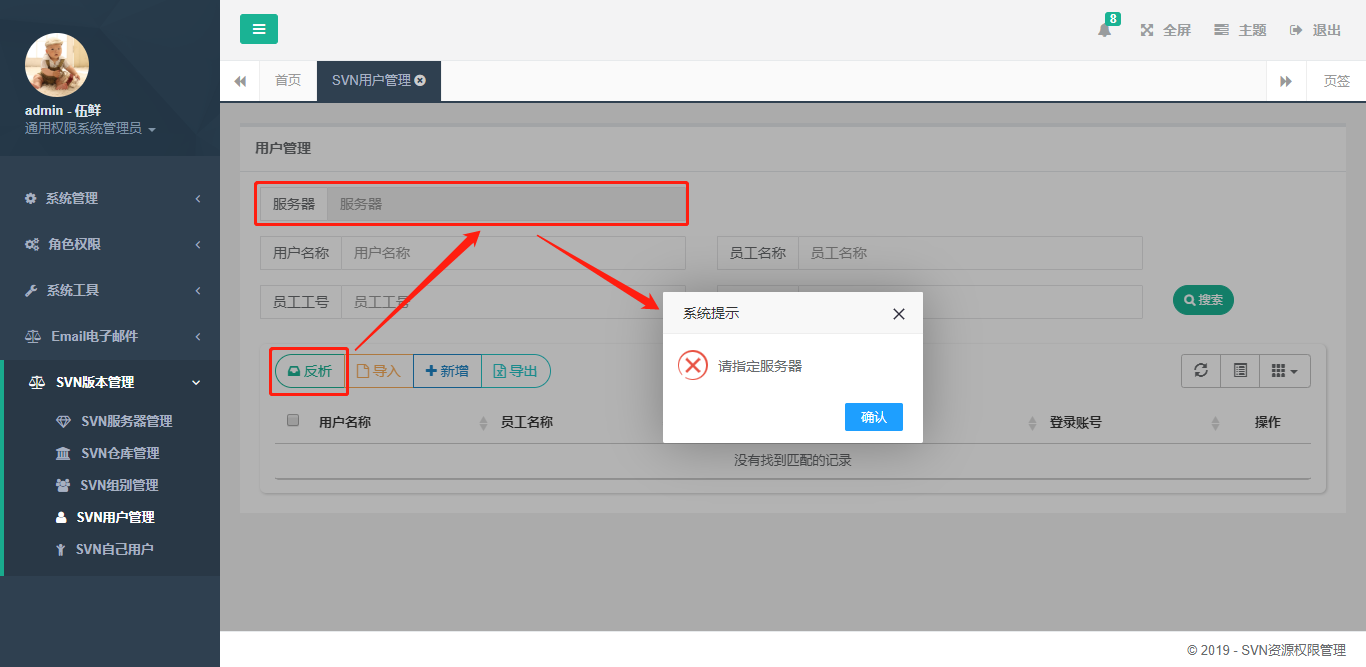 8
全屏
主题
退出
首页
SVN用户管理
页签
admin - 伍鲜
通用权限系统管理员
系统管理
角色权限
系统工具
Email电子邮件
SVN版本管理
SVN服务器管理
SVN仓库管理
SVN组别管理
SVN用户管理
SVN自己用户
用户管理
服务器 服务器
用户名称 用户名称
员工名称 员工名称
员工工号 员工工号
搜索
系统提示
请指定服务器
确认
反析
导入
新增
导出
用户名称 员工名称 登录账号 操作
没有找到匹配的记录
© 2019 - SVN资源权限管理